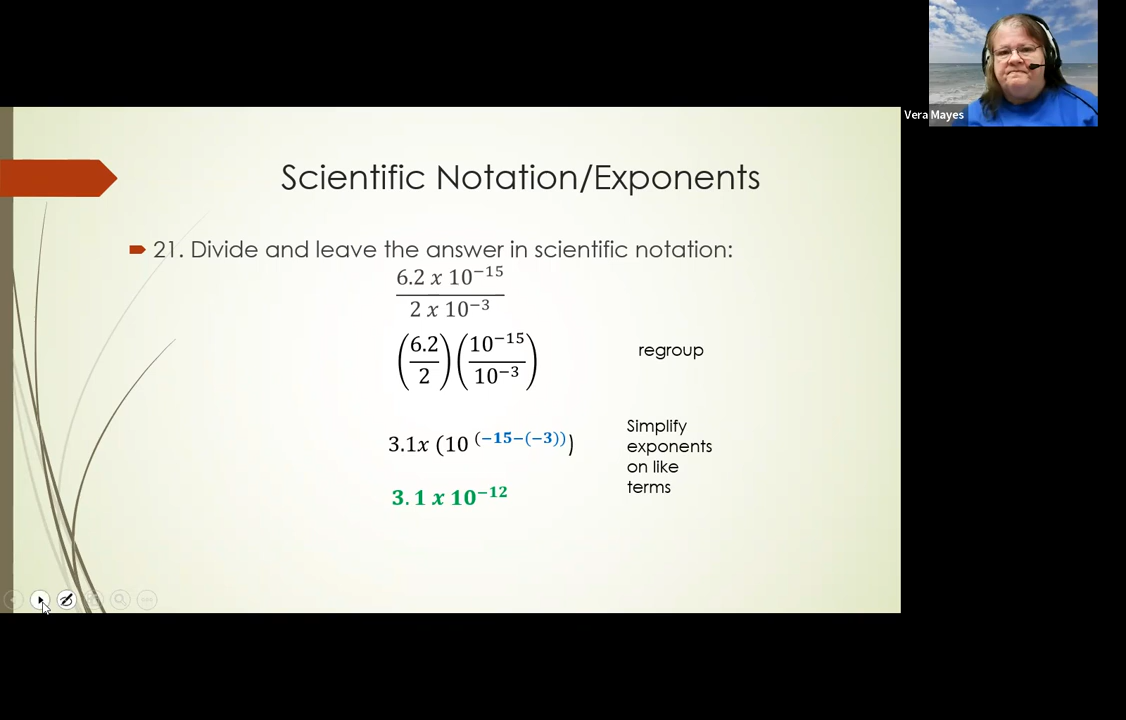 Vera Mayes
Scientific Notation/Exponents
21. Divide and leave the answer in scientific notation:
6.2 x 10⁻¹⁵
2 x 10⁻³
(6.2/2)(10⁻¹⁵/10⁻³)
regroup
3.1x (10 ⁽⁻¹⁵⁻⁽⁻³⁾⁾)
Simplify
exponents
on like
terms
3.1 x 10⁻¹²